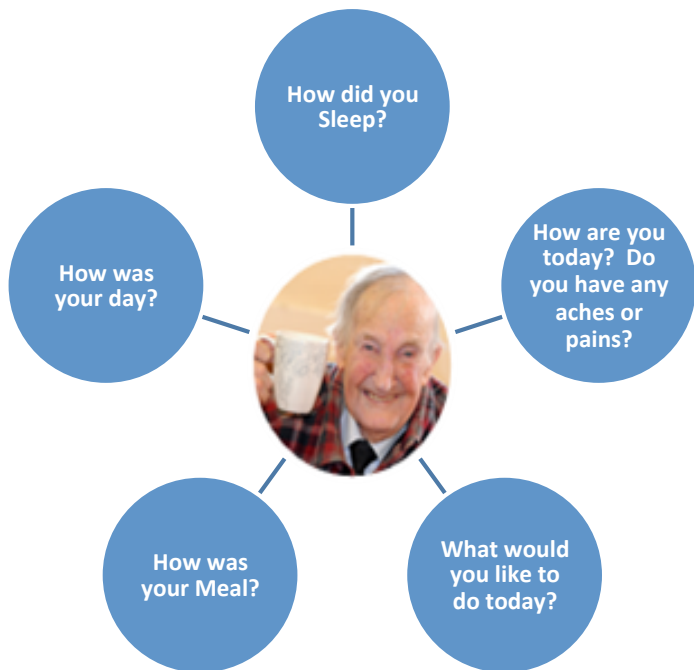 How did you
Sleep?
How are you
today?  Do
you have any
aches or
pains?
What would
you like to
do today?
How was
your Meal?
How was
your day?